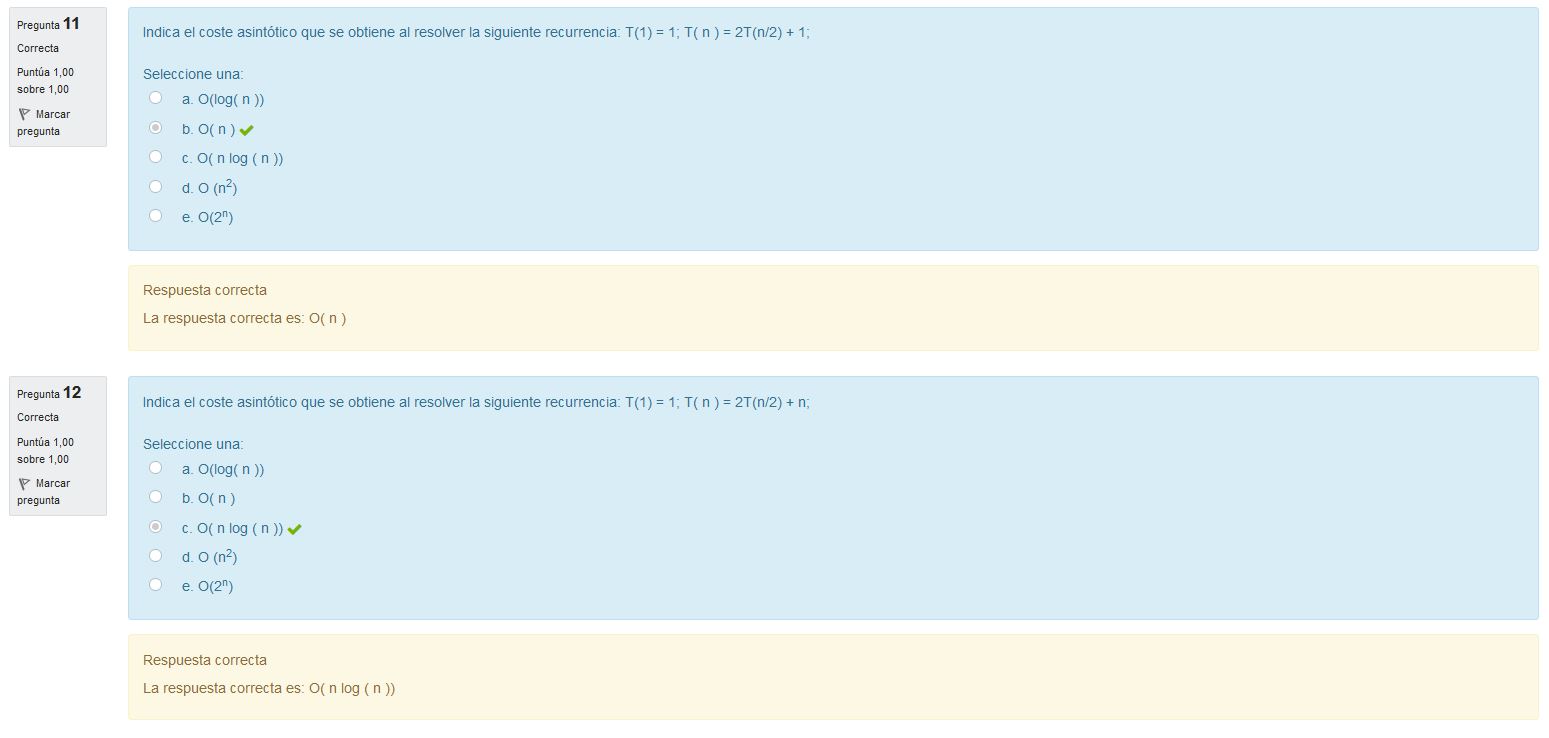 Pregunta 11
Correcta
Puntúa 1,00
sobre 1,00
Marcar
pregunta
Indica el coste asintótico que se obtiene al resolver la siguiente recurrencia: T(1) = 1; T( n ) = 2T(n/2) + 1;
Seleccione una:
a. O(log( n ))
b. O( n )
c. O( n log ( n ))
d. O (n²)
e. O(2ⁿ)
Respuesta correcta
La respuesta correcta es: O( n )
Pregunta 12
Correcta
Puntúa 1,00
sobre 1,00
Marcar
pregunta
Indica el coste asintótico que se obtiene al resolver la siguiente recurrencia: T(1) = 1; T( n ) = 2T(n/2) + n;
Seleccione una:
a. O(log( n ))
b. O( n )
c. O( n log ( n ))
d. O (n²)
e. O(2ⁿ)
Respuesta correcta
La respuesta correcta es: O( n log ( n ))